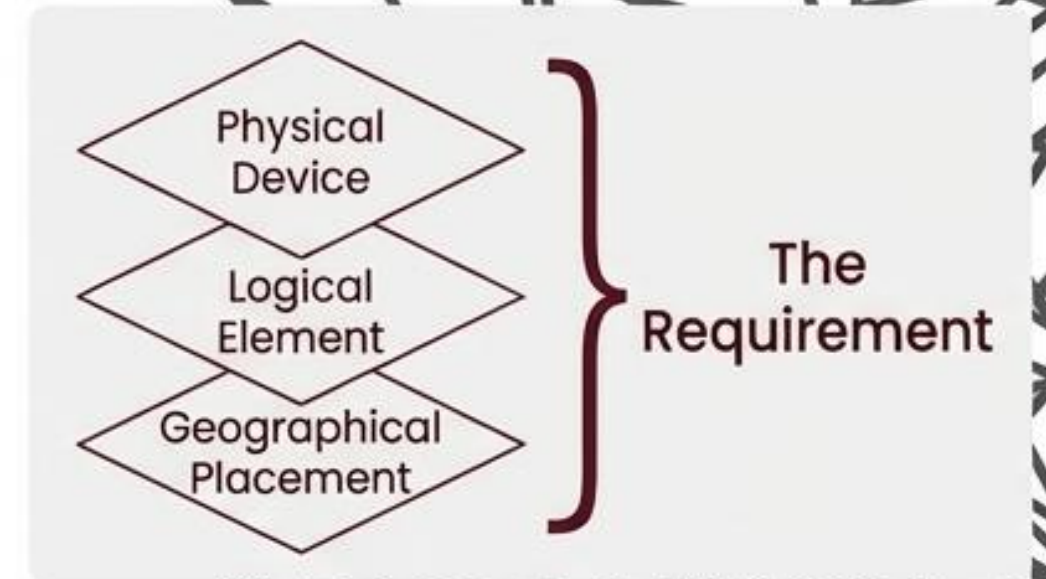 Physical
Device
Logical
Element
Geographical
Placement
The
Requirement